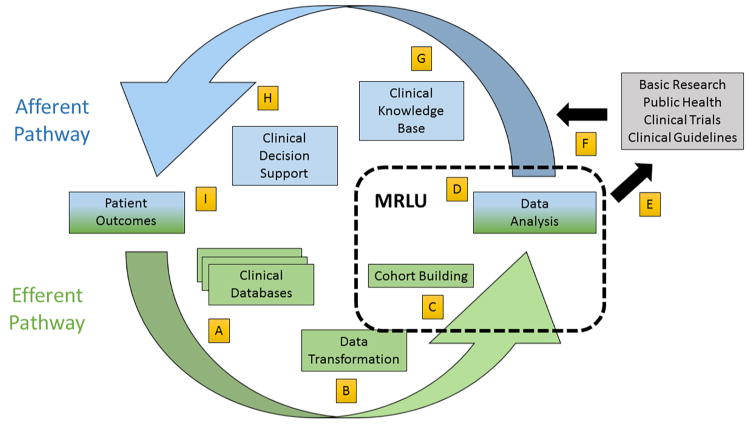 G
Basic Research
Public Health
Clinical Trials
Clinical Guidelines
Afferent
Pathway
H
Clinical
Knowledge
Base
Clinical
Decision
Support
F
MRLU
D
I
Patient
Outcomes
Data
Analysis
E
Efferent
Pathway
Clinical
Databases
Cohort Building
C
A
Data
Transformation
B